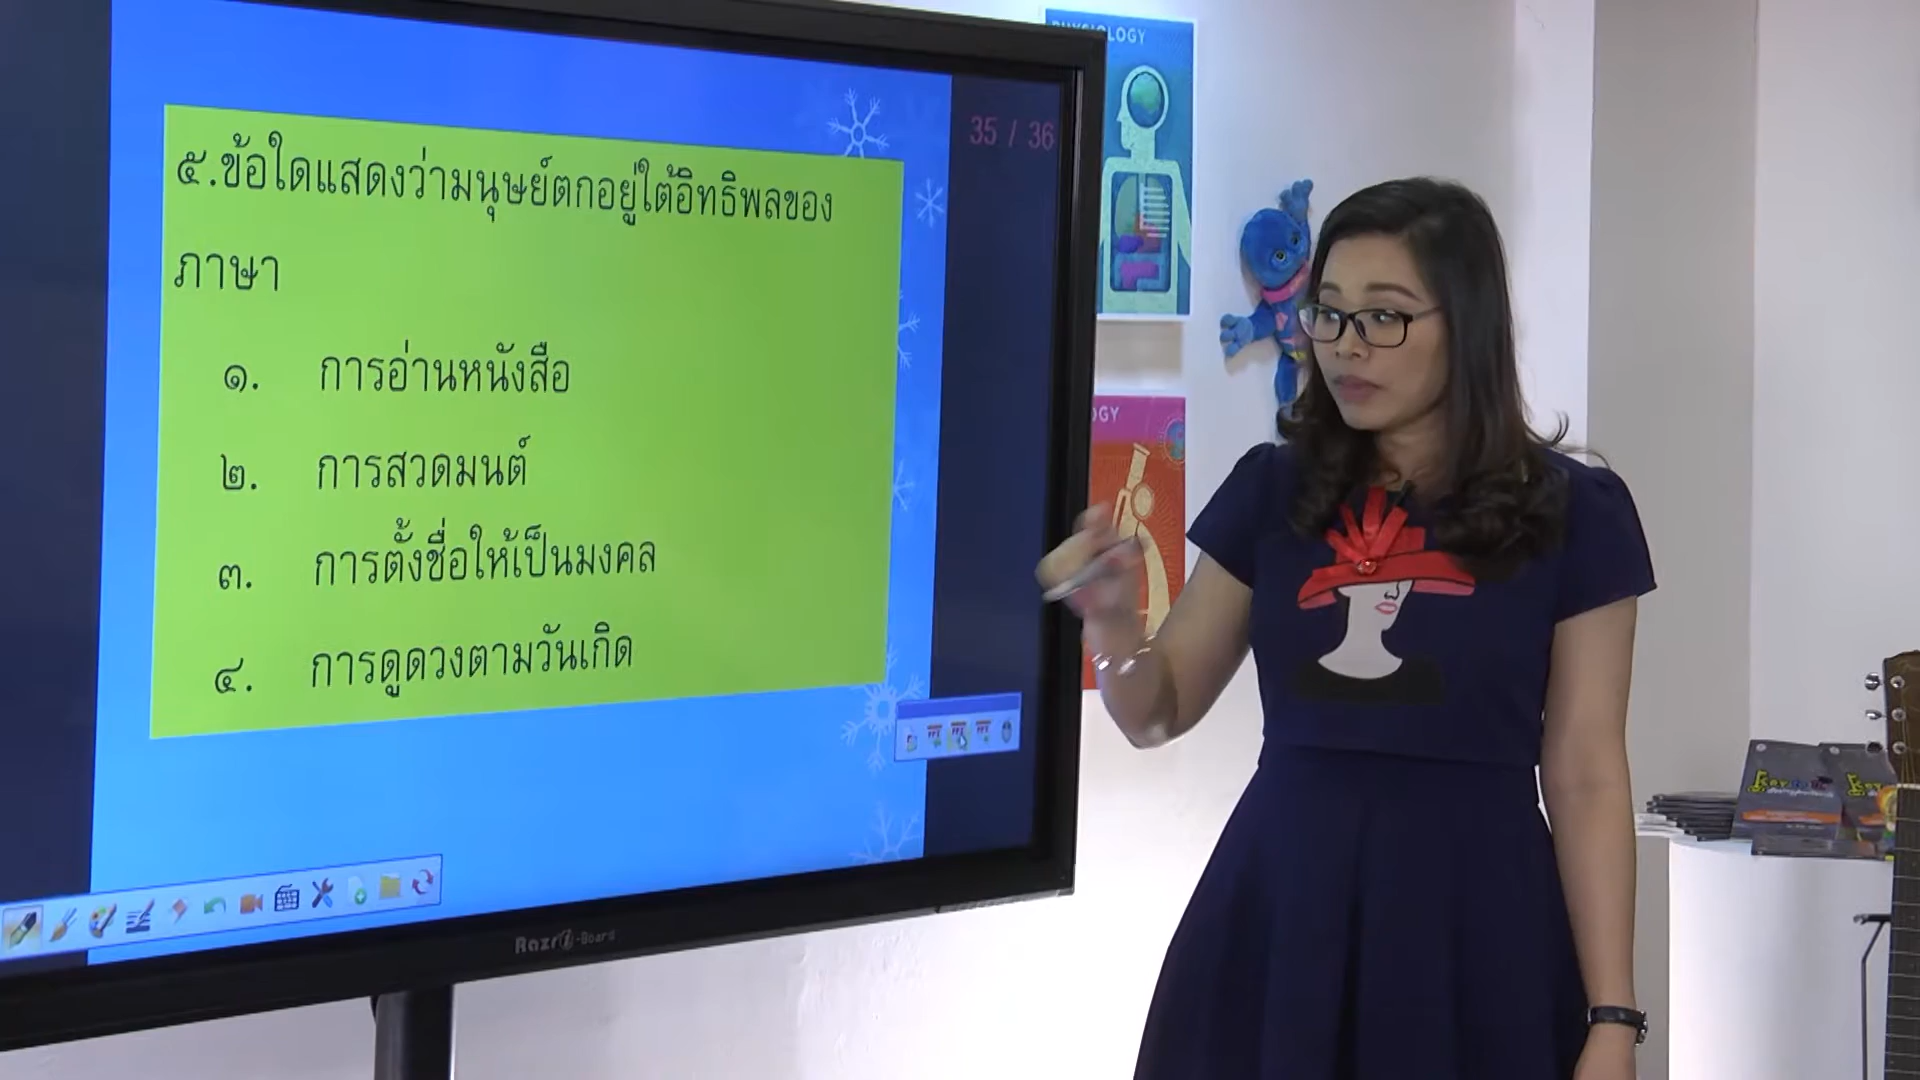 ๕.ข้อใดแสดงว่ามนุษย์ตกอยู่ใต้อิทธิพลของ
ภาษา
๑. การอ่านหนังสือ
๒. การสวดมนต์
๓. การตั้งชื่อให้เป็นมงคล
๔. การดูดวงตามวันเกิด
35 / 36